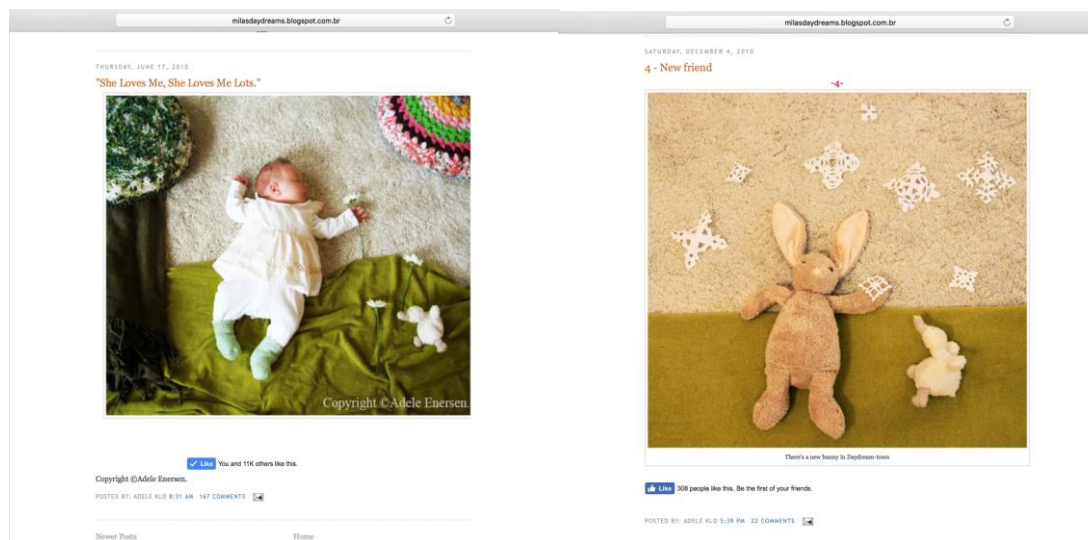 milasdaydreams.blogspot.com.br
THURSDAY, JUNE 17, 2010
"She Loves Me, She Loves Me Lots."
Copyright ©Adele Enersen.
Like You and 11K others like this.
Copyright ©Adele Enersen.
POSTED BY: ADELE KLO 8:31 AM 167 COMMENTS
Newer Posts Home
milasdaydreams.blogspot.com.br
SATURDAY, DECEMBER 4, 2010
4 - New friend
-4-
There's a new bunny in Daydream-town
Like 308 people like this. Be the first of your friends.
POSTED BY: ADELE KLO 5:39 PM 22 COMMENTS